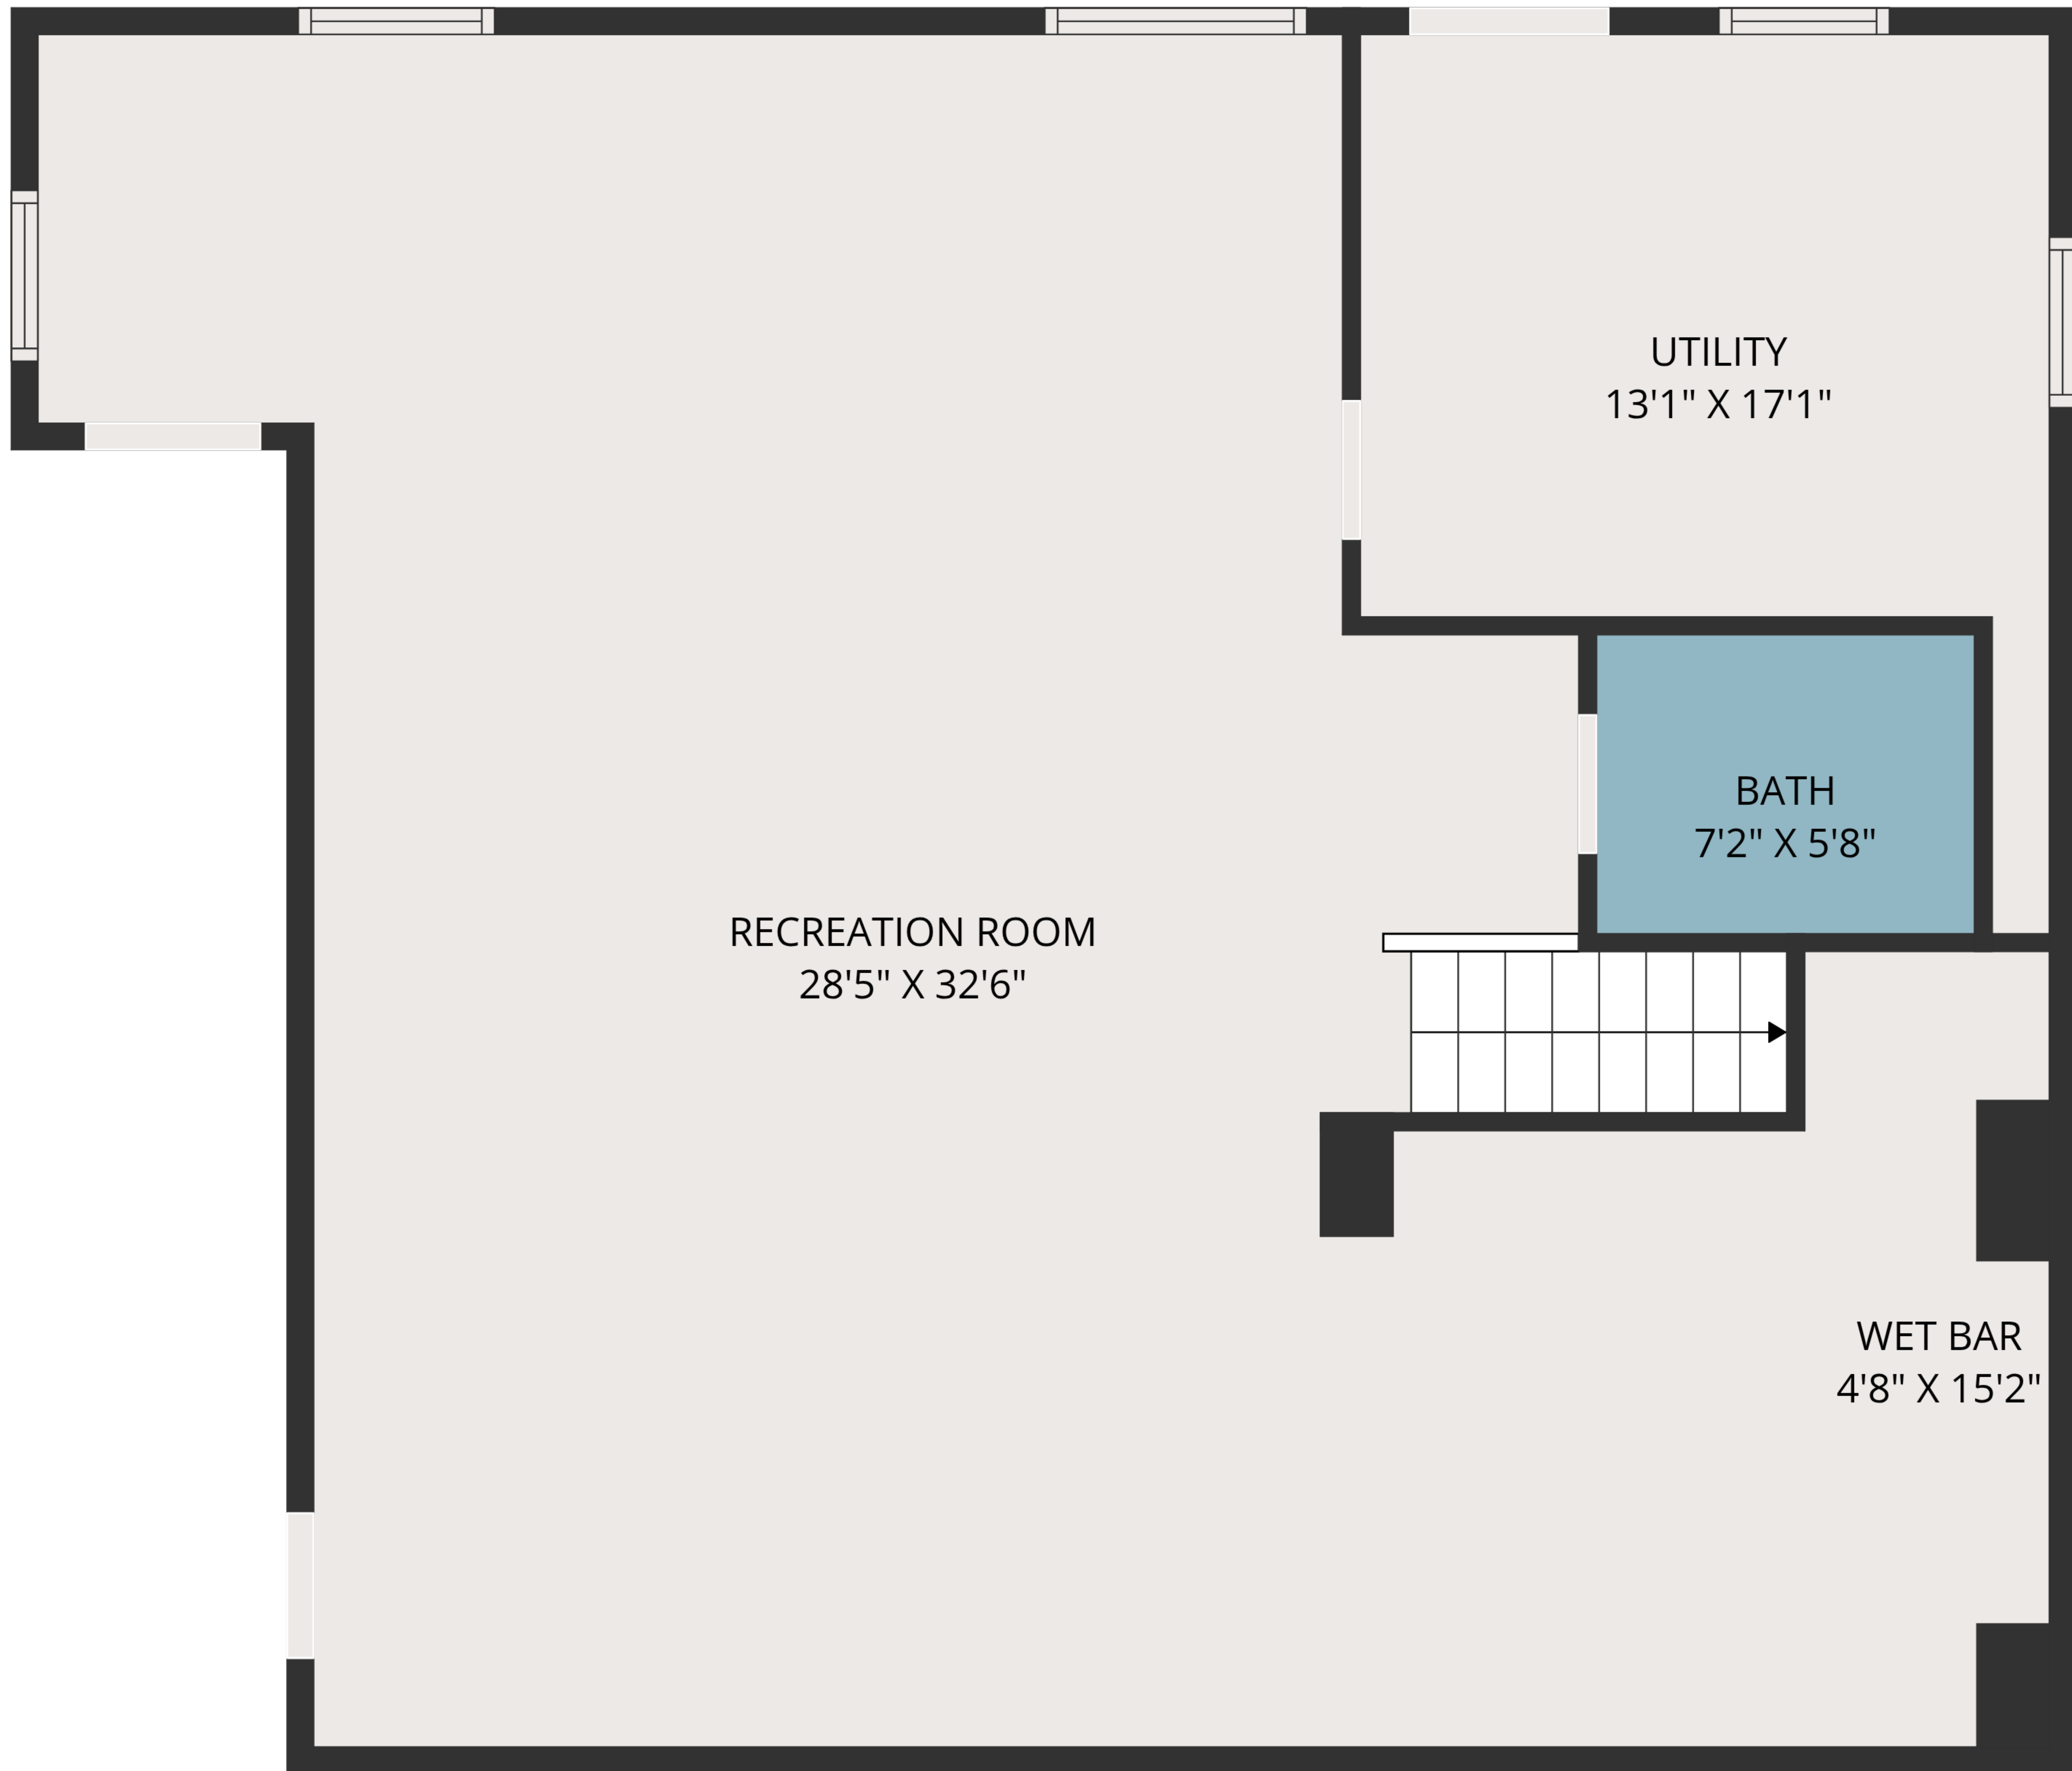 UTILITY
13'1" X 17'1"
BATH
7'2" X 5'8"
RECREATION ROOM
28'5" X 32'6"
WET BAR
4'8" X 15'2"